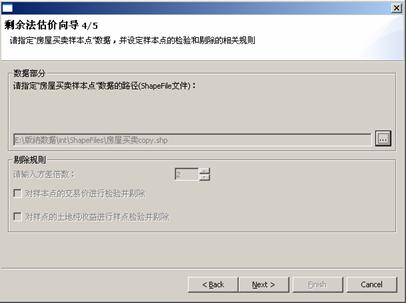 剩余法估价向导 4/5
请指定"房屋买卖样本点"数据，并设定样本点的检验和剔除的相关规则
数据部分
请指定"房屋买卖样本点"数据的路径(ShapeFile文件)：
E:\版纳数据\int\ShapeFiles\房屋买卖copy.shp
...
剔除规则
请输入方差倍数：
2
对样本点的交易价进行检验并剔除
对样点的土地纯收益进行样点检验并剔除
< Back
Next >
Finish
Cancel